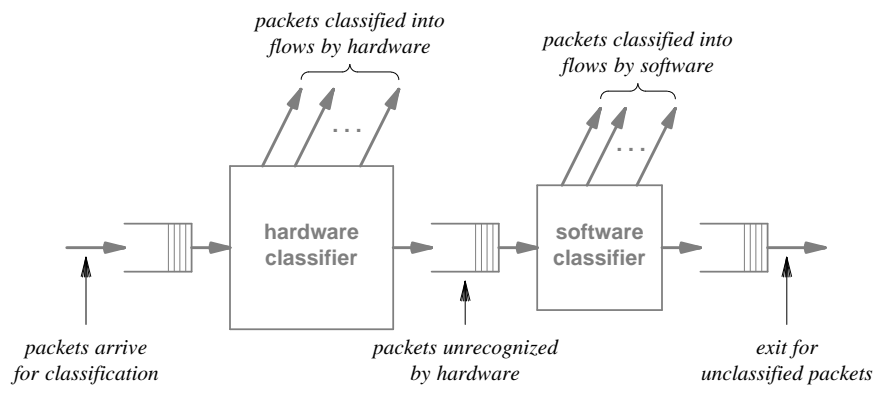 packets classified into
flows by hardware
packets classified into
flows by software
. . .
. . .
hardware
classifier
software
classifier
packets arrive
for classification
packets unrecognized
by hardware
exit for
unclassified packets